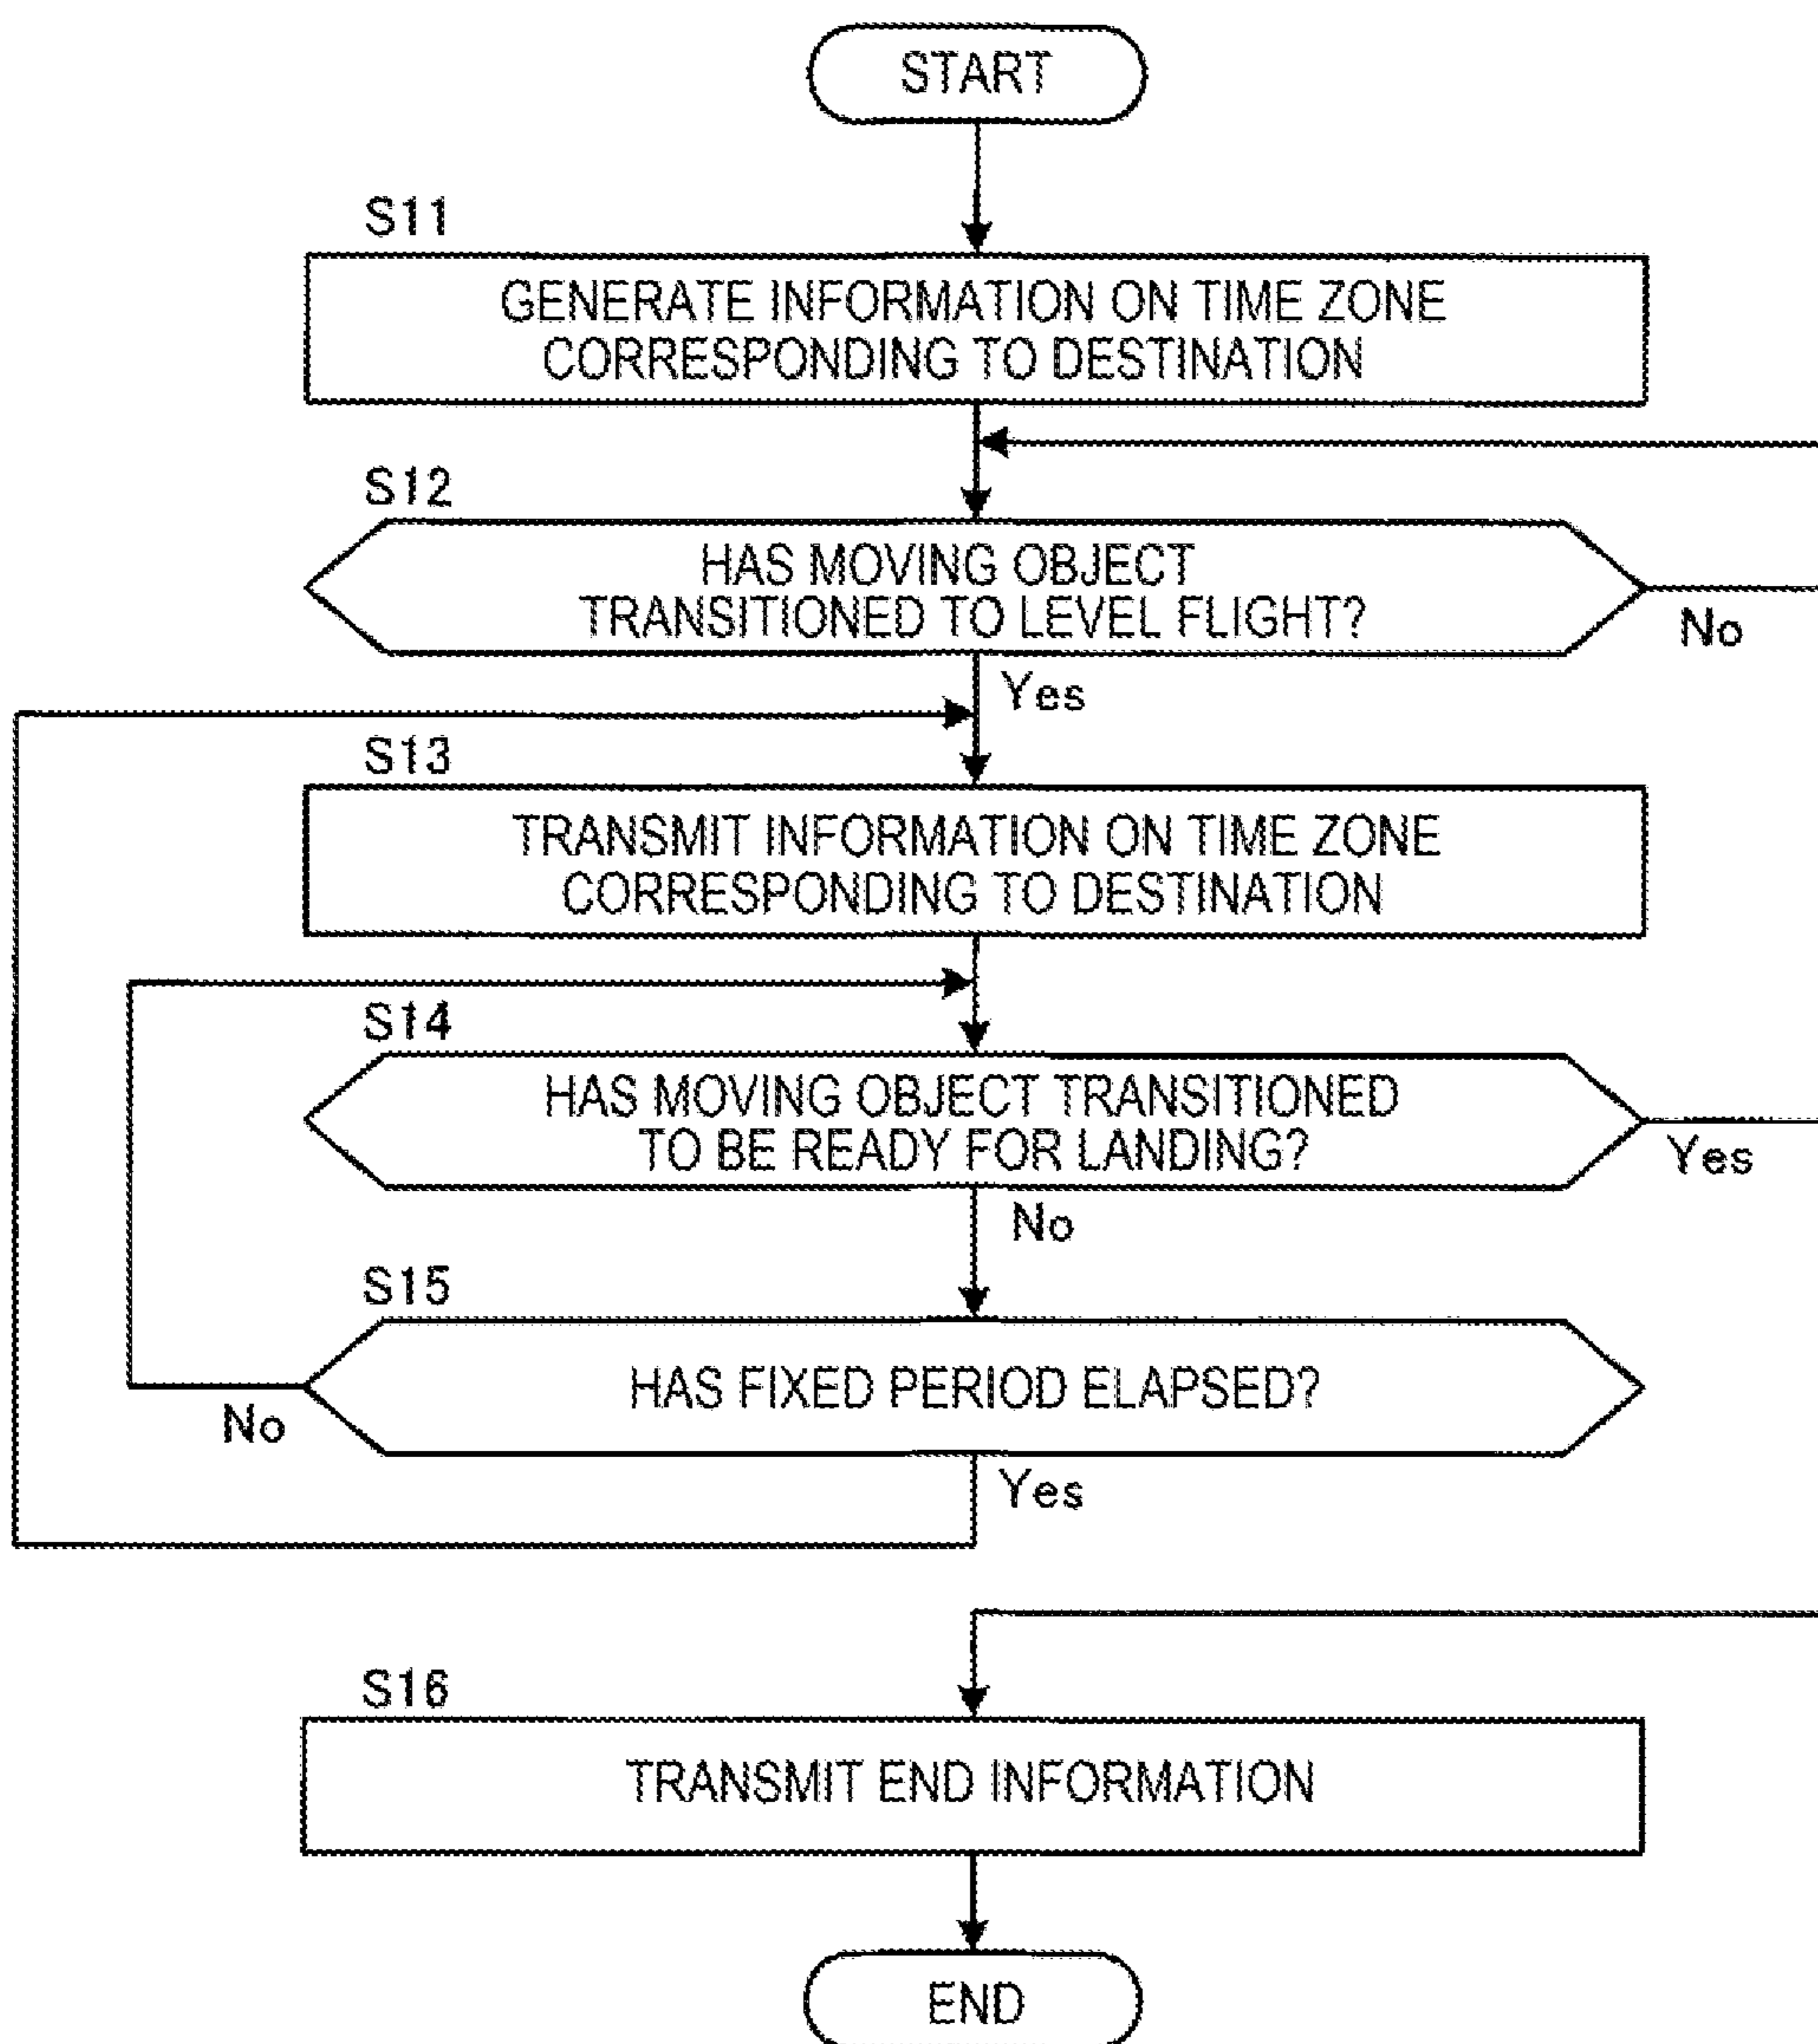 START
S11
GENERATE INFORMATION ON TIME ZONE
CORRESPONDING TO DESTINATION
S12
HAS MOVING OBJECT
TRANSITIONED TO LEVEL FLIGHT?
No
Yes
S13
TRANSMIT INFORMATION ON TIME ZONE
CORRESPONDING TO DESTINATION
S14
HAS MOVING OBJECT TRANSITIONED
TO BE READY FOR LANDING?
Yes
No
S15
HAS FIXED PERIOD ELAPSED?
No
Yes
S16
TRANSMIT END INFORMATION
END